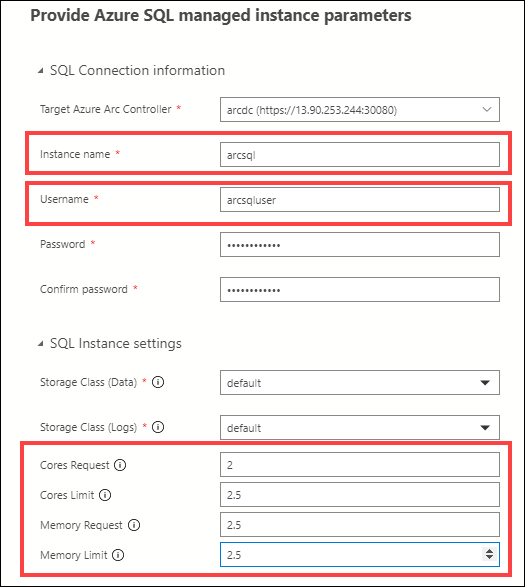 Provide Azure SQL managed instance parameters
SQL Connection information
Target Azure Arc Controller * arcdc (https://13.90.253.244:30080)
Instance name * arcsql
Username * arcsqluser
Password * ••••••••••••
Confirm password * ••••••••••••
SQL Instance settings
Storage Class (Data) * default
Storage Class (Logs) * default
Cores Request 2
Cores Limit 2.5
Memory Request 2.5
Memory Limit 2.5